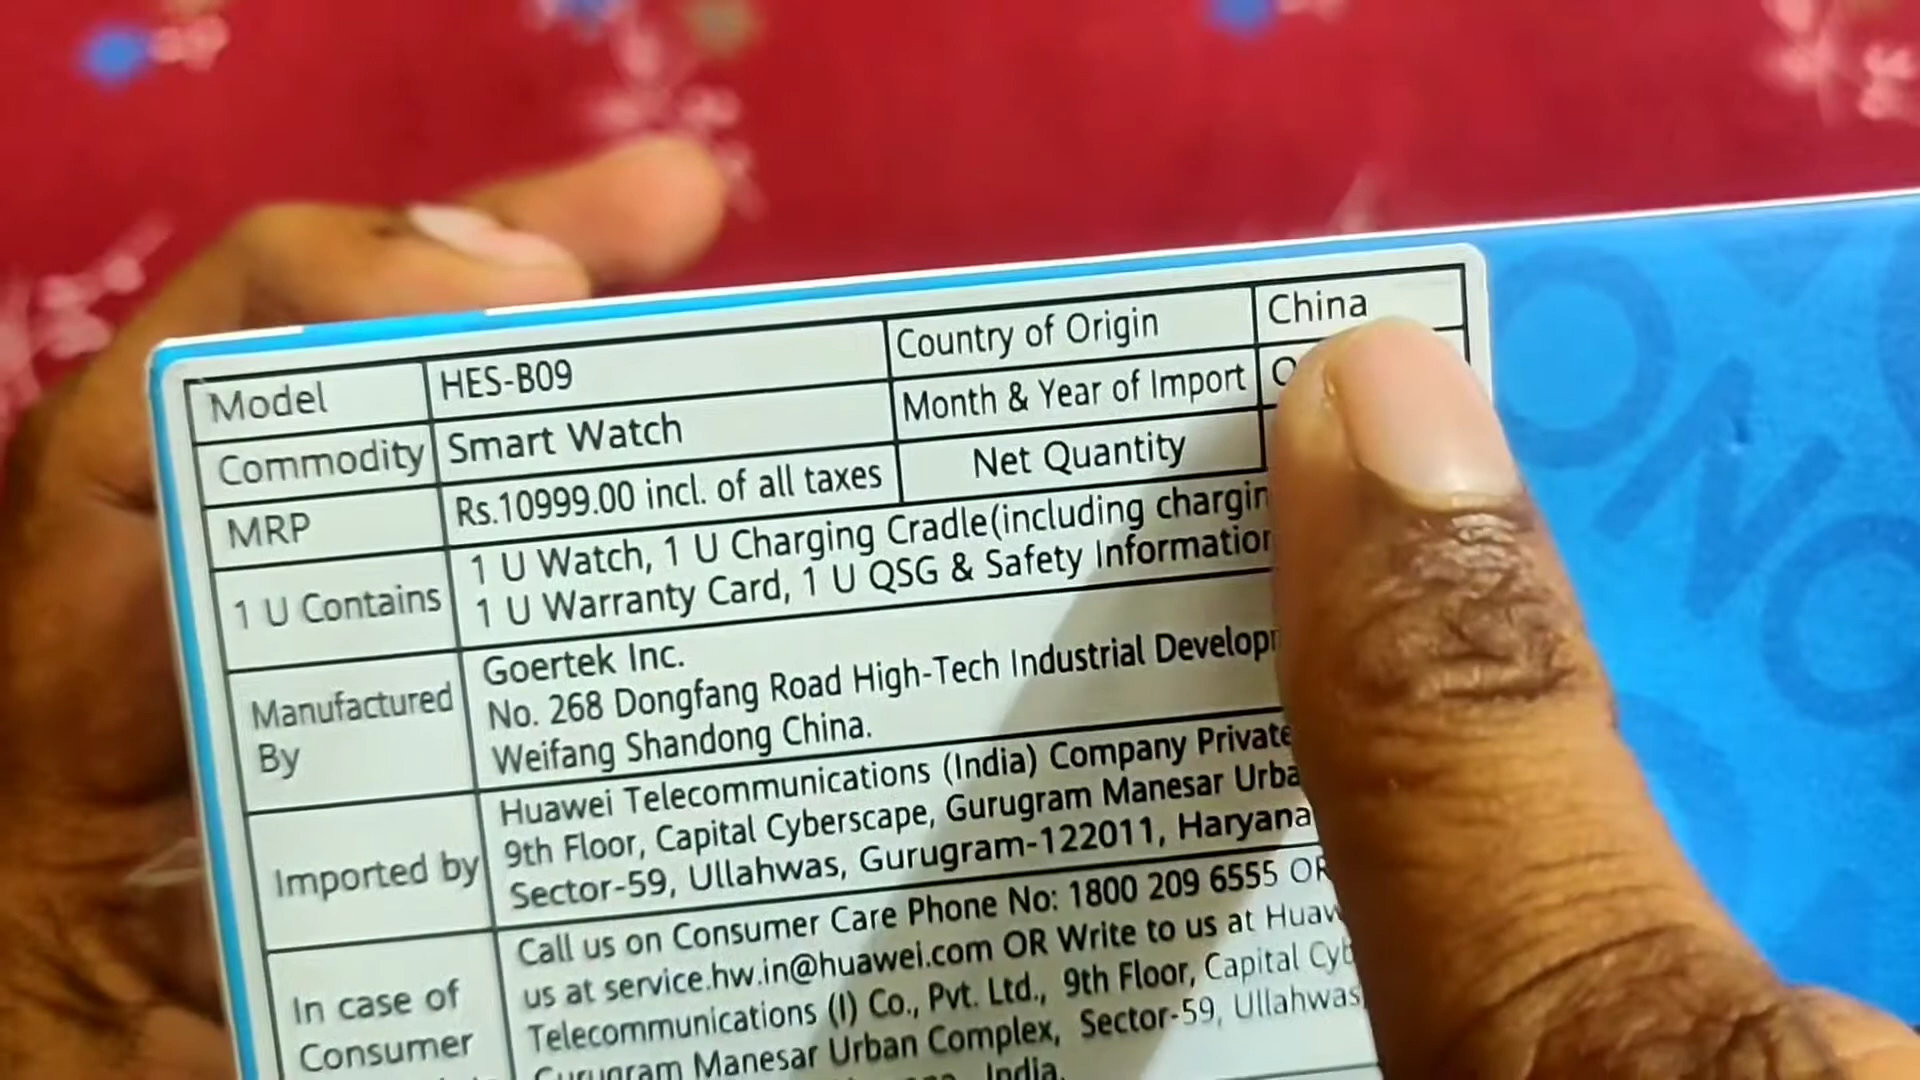 Model HES-B09 Country of Origin China
Commodity Smart Watch Month & Year of Import
MRP Rs.10999.00 incl. of all taxes Net Quantity
1 U Contains
1 U Watch, 1 U Charging Cradle(including
1 U Warranty Card, 1 U QSG & Safety
Manufactured By
Goertek Inc.
No. 268 Dongfang Road High-Tech Industrial
Weifang Shandong China.
Imported by
Huawei Telecommunications (India) Company Private
9th Floor, Capital Cyberscape, Gurugram Manesar
Sector-59, Ullahwas, Gurugram-122011, Haryana
In case of
Consumer
Call us on Consumer Care Phone No: 1800 209 6555 OR
us at service.hw.in@huawei.com OR Write to us at
Telecommunications (I) Co., Pvt. Ltd., 9th Floor, Capital
Gurugram Manesar Urban Complex, Sector-59, Ullahwas
India.